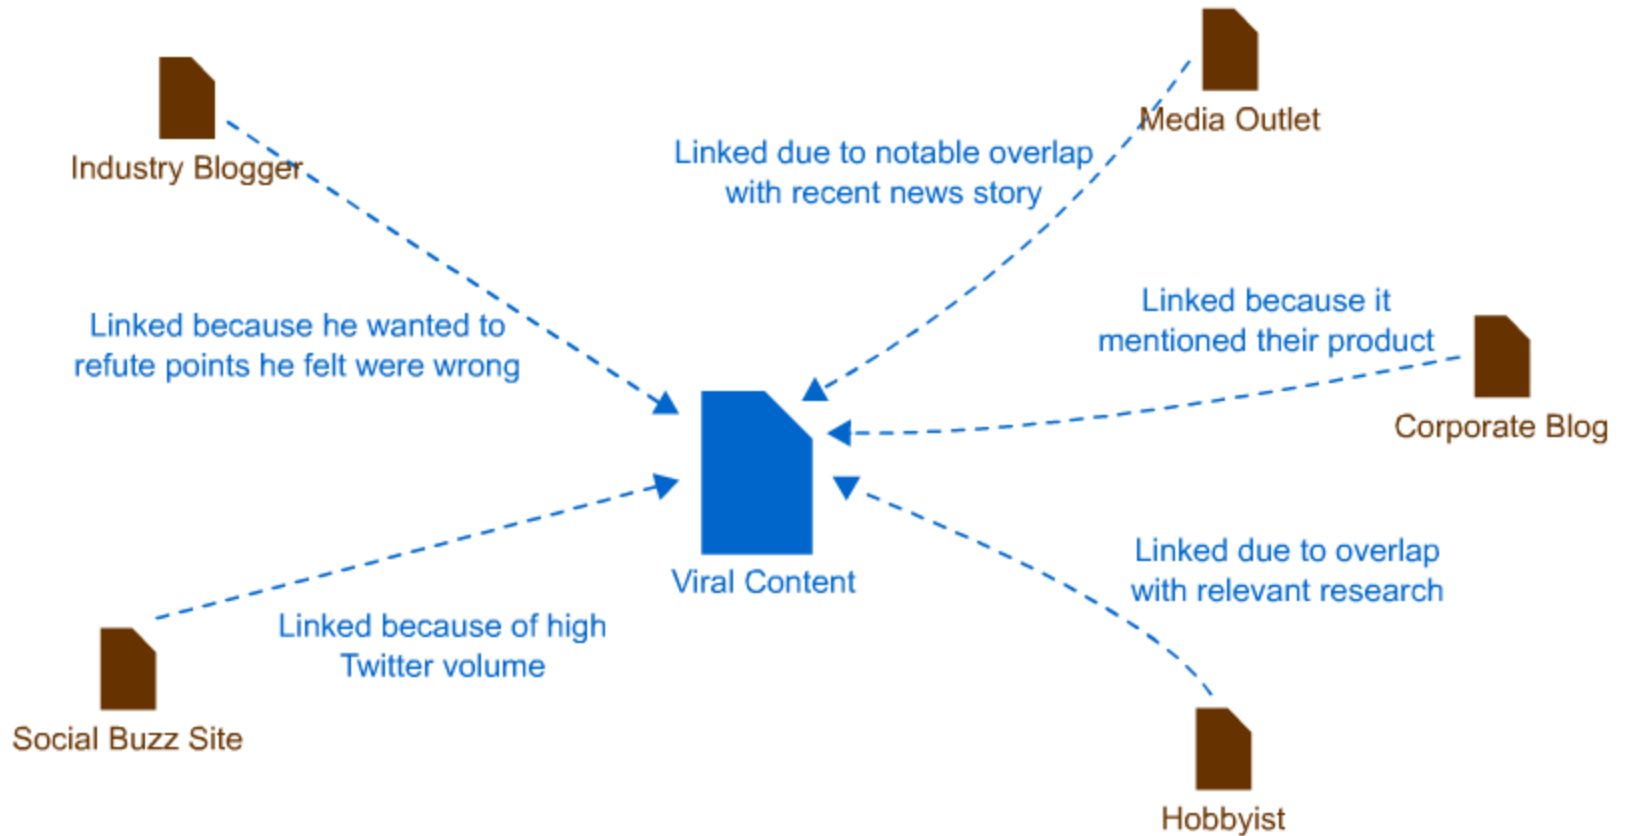 Media Outlet
Industry Blogger
Linked due to notable overlap
with recent news story
Linked because it
mentioned their product
Linked because he wanted to
refute points he felt were wrong
Corporate Blog
Viral Content
Linked due to overlap
with relevant research
Linked because of high
Twitter volume
Social Buzz Site
Hobbyist